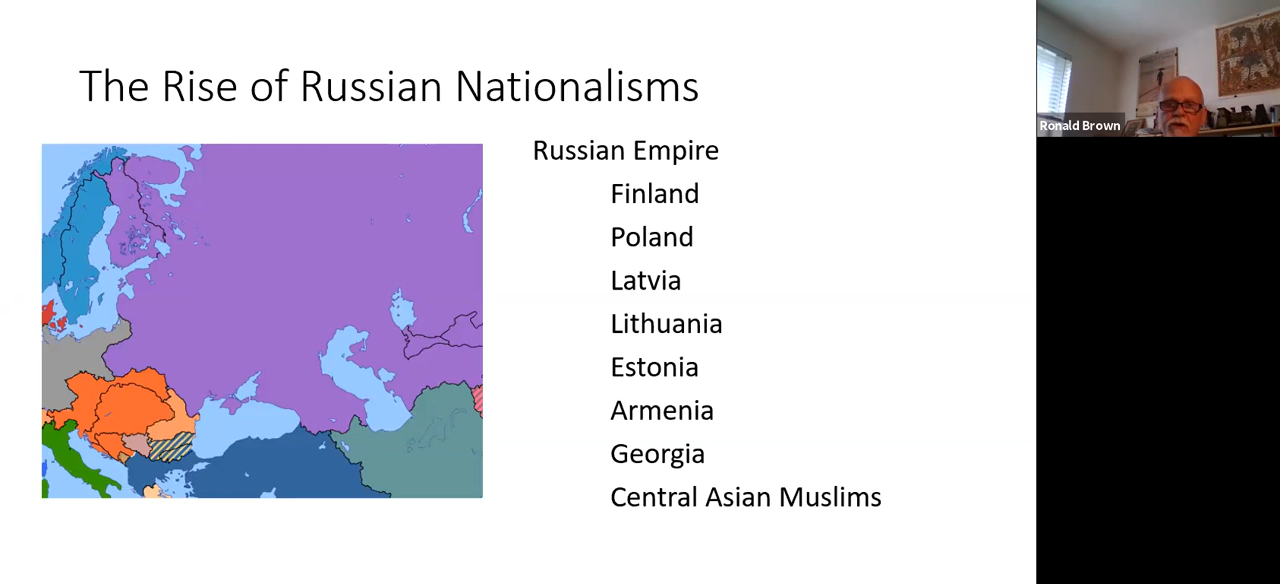 The Rise of Russian Nationalisms
Russian Empire
Finland
Poland
Latvia
Lithuania
Estonia
Armenia
Georgia
Central Asian Muslims
Ronald Brown